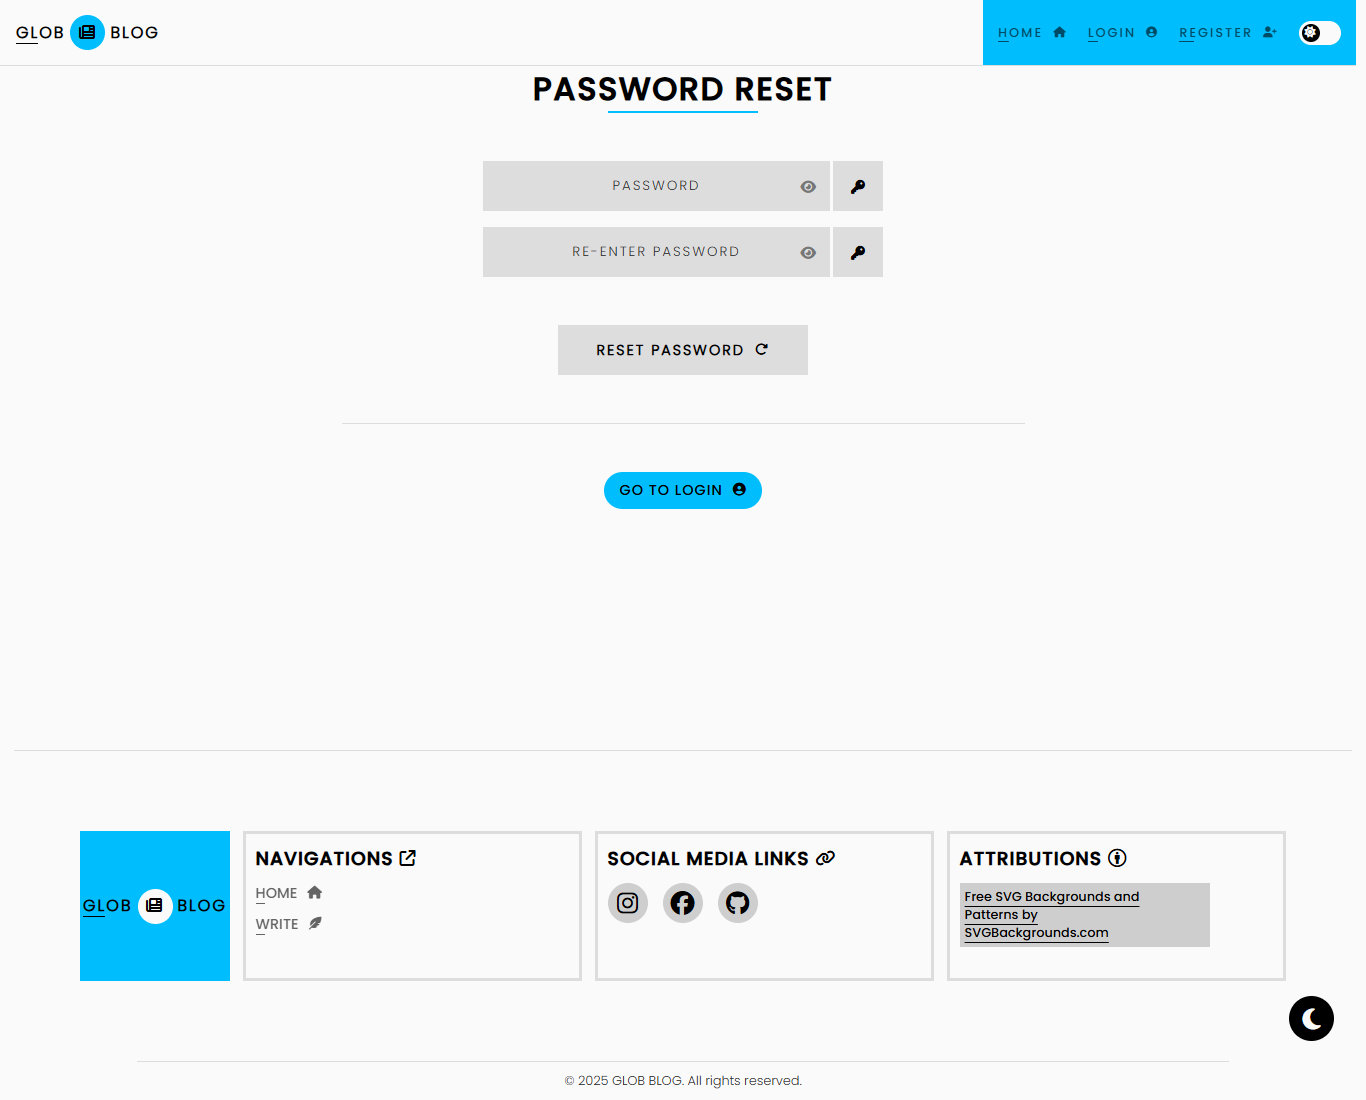 GLOB BLOG
HOME LOGIN REGISTER
PASSWORD RESET
PASSWORD
RE-ENTER PASSWORD
RESET PASSWORD
GO TO LOGIN
GLOB BLOG
NAVIGATIONS
HOME
WRITE
SOCIAL MEDIA LINKS
ATTRIBUTIONS
Free SVG Backgrounds and
Patterns by
SVGBackgrounds.com
© 2025 GLOB BLOG. All rights reserved.